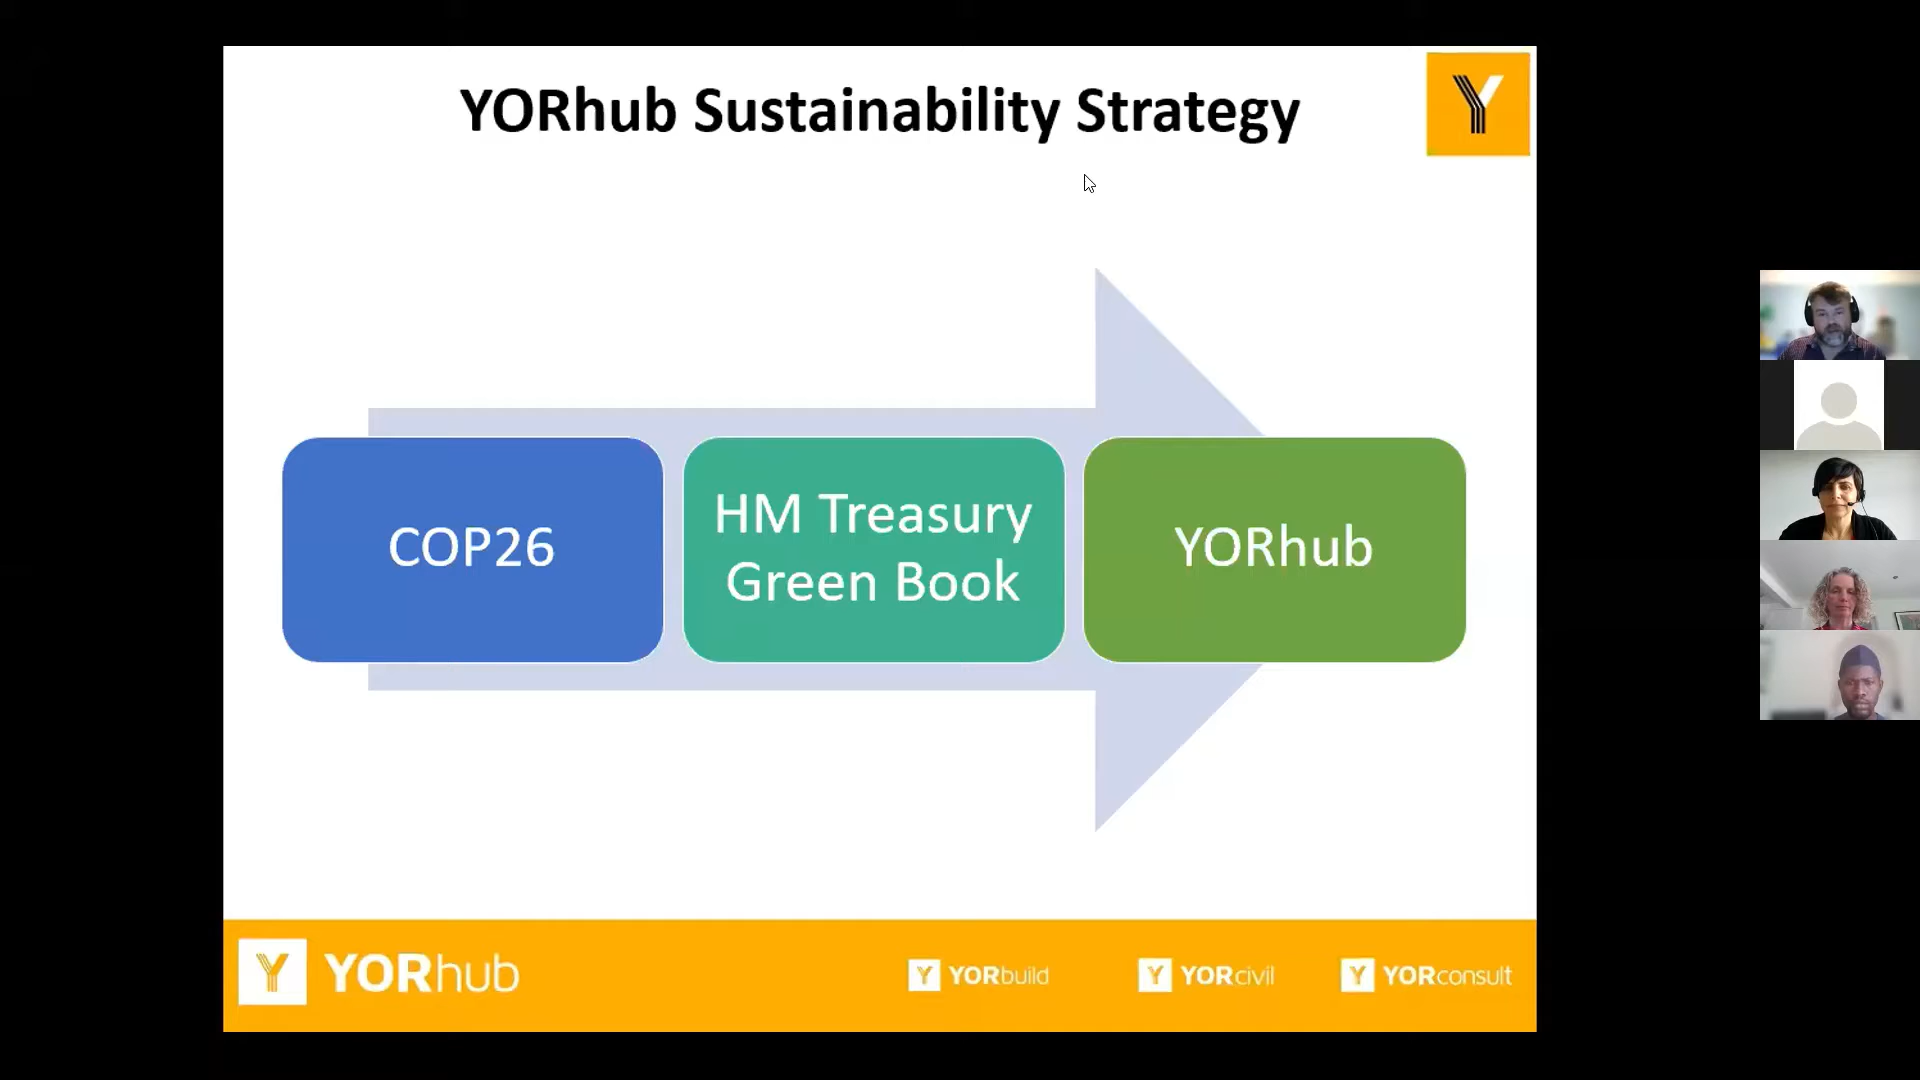 YORhub Sustainability Strategy
Y
COP26
HM Treasury
Green Book
YORhub
Y YORhub
Y YORbuild
Y YORcivil
Y YORconsult